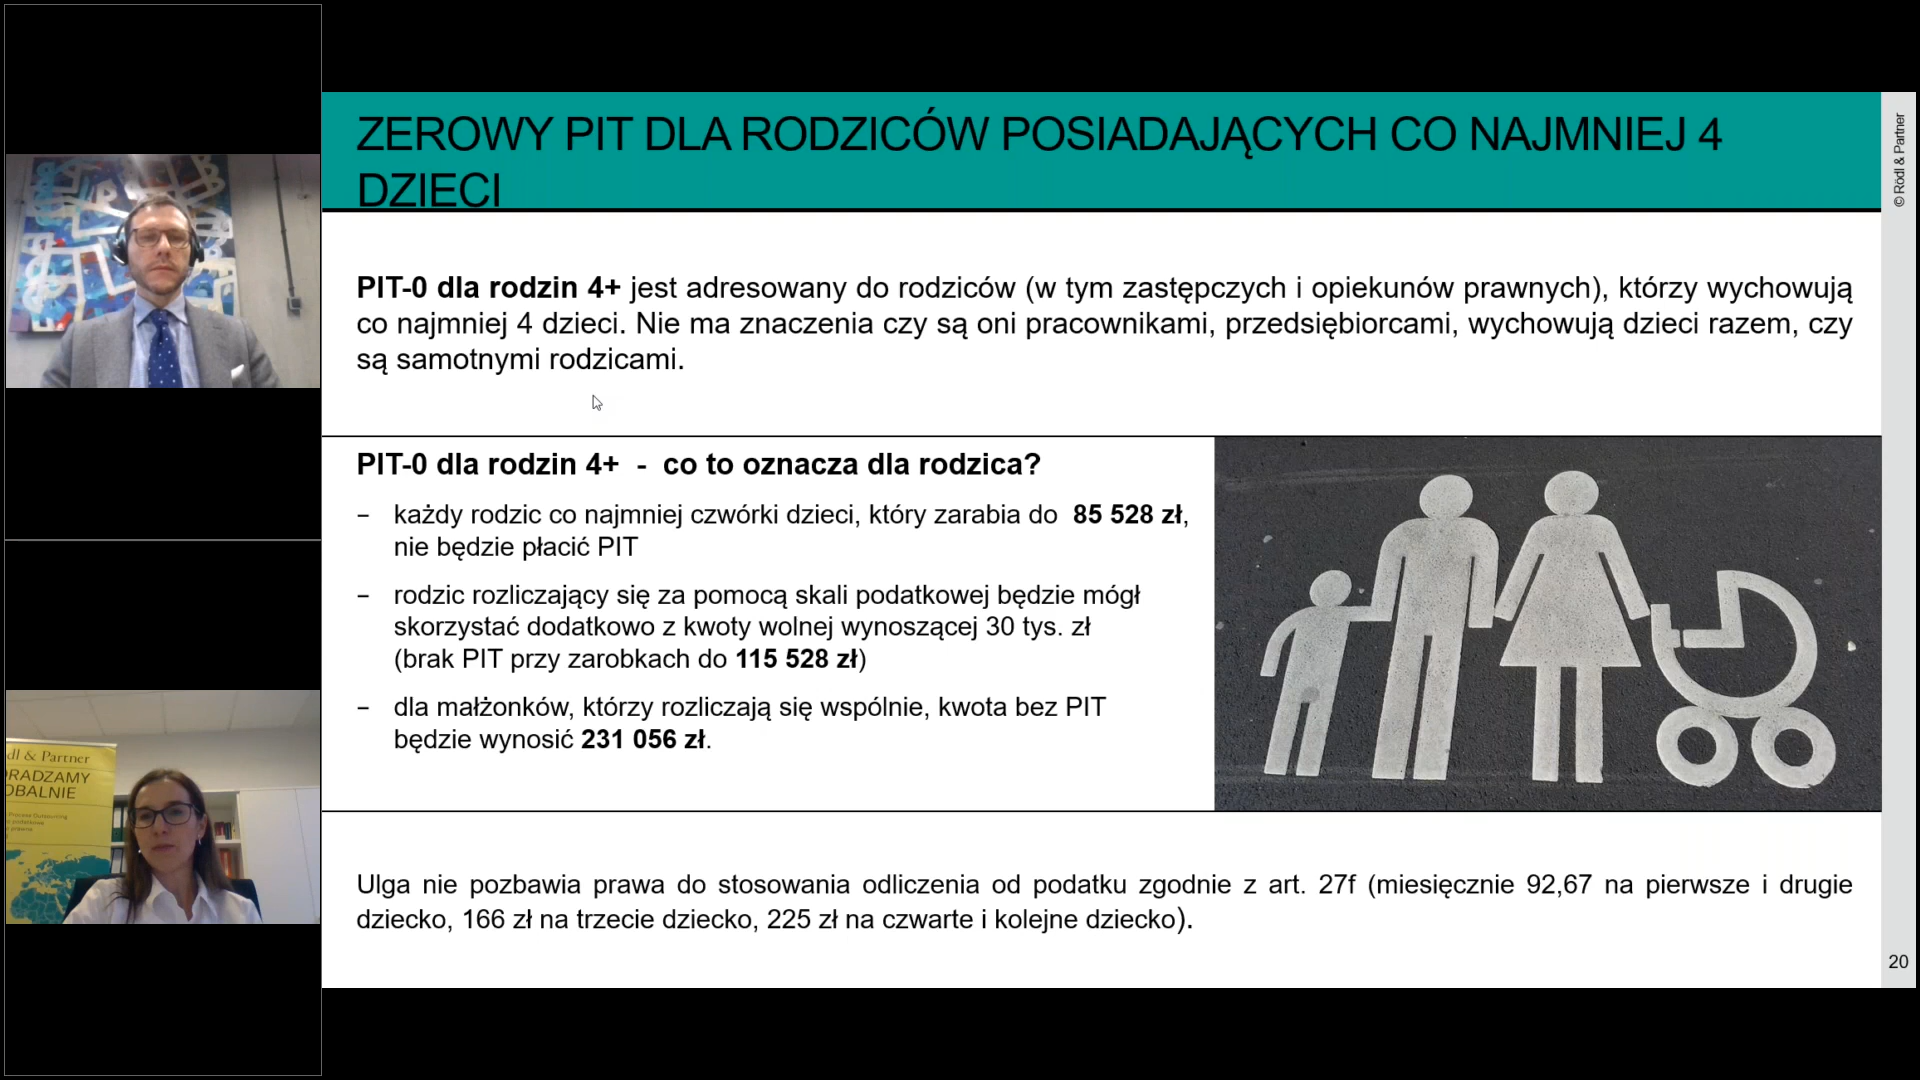 ZEROWY PIT DLA RODZICÓW POSIADAJĄCYCH CO NAJMNIEJ 4
DZIECI
© Rödl & Partner
PIT-0 dla rodzin 4+ jest adresowany do rodziców (w tym zastępczych i opiekunów prawnych), którzy wychowują
co najmniej 4 dzieci. Nie ma znaczenia czy są oni pracownikami, przedsiębiorcami, wychowują dzieci razem, czy
są samotnymi rodzicami.
PIT-0 dla rodzin 4+ - co to oznacza dla rodzica?
– każdy rodzic co najmniej czwórki dzieci, który zarabia do 85 528 zł,
nie będzie płacić PIT
– rodzic rozliczający się za pomocą skali podatkowej będzie mógł
skorzystać dodatkowo z kwoty wolnej wynoszącej 30 tys. zł
(brak PIT przy zarobkach do 115 528 zł)
– dla małżonków, którzy rozliczają się wspólnie, kwota bez PIT
będzie wynosić 231 056 zł.
Ulga nie pozbawia prawa do stosowania odliczenia od podatku zgodnie z art. 27f (miesięcznie 92,67 na pierwsze i drugie
dziecko, 166 zł na trzecie dziecko, 225 zł na czwarte i kolejne dziecko).
20
dl & Partner
RADZAMY
OBALNIE